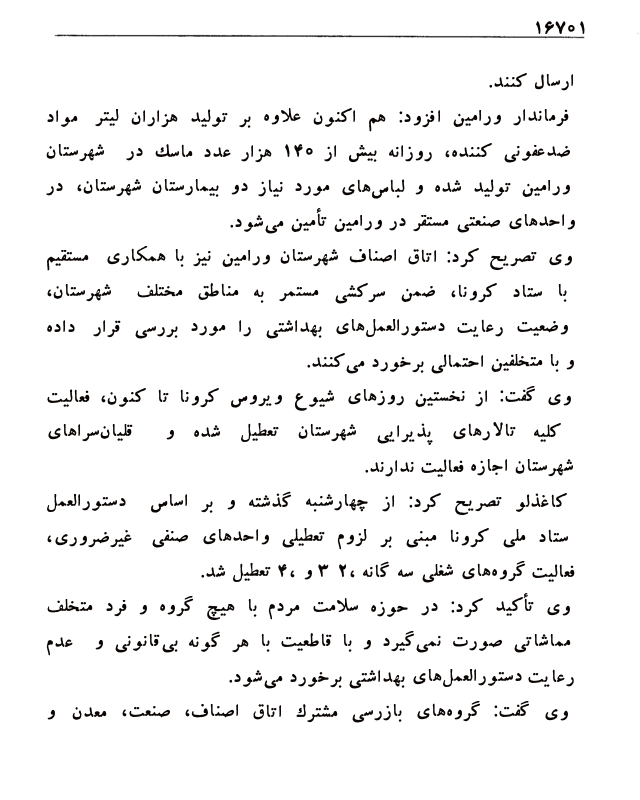 ۱۶۷۰۱
ارسال کنند.
فرماندار ورامین افزود: هم اکنون علاوه بر تولید هزاران لیتر مواد
ضدعفونی کننده، روزانه بیش از ۱۴۰ هزار عدد ماسک در شهرستان
ورامین تولید شده و لباس‌های مورد نیاز دو بیمارستان شهرستان، در
واحدهای صنعتی مستقر در ورامین تأمین می‌شود.
وی تصریح کرد: اتاق اصناف شهرستان ورامین نیز با همکاری مستقیم
با ستاد کرونا، ضمن سرکشی مستمر به مناطق مختلف شهرستان،
وضعیت رعایت دستورالعمل‌های بهداشتی را مورد بررسی قرار داده
و با متخلفین احتمالی برخورد می‌کنند.
وی گفت: از نخستین روزهای شیوع ویروس کرونا تا کنون، فعالیت
کلیه تالارهای پذیرایی شهرستان تعطیل شده و قلیان‌سراهای
شهرستان اجازه فعالیت ندارند.
کاغذلو تصریح کرد: از چهارشنبه گذشته و بر اساس دستورالعمل
ستاد ملی کرونا مبنی بر لزوم تعطیلی واحدهای صنفی غیرضروری،
فعالیت گروه‌های شغلی سه گانه ،۲ ۳ و ،۴ تعطیل شد.
وی تأکید کرد: در حوزه سلامت مردم با هیچ گروه و فرد متخلف
مماشاتی صورت نمی‌گیرد و با قاطعیت با هر گونه بی‌قانونی و عدم
رعایت دستورالعمل‌های بهداشتی برخورد می‌شود.
وی گفت: گروه‌های بازرسی مشترک اتاق اصناف، صنعت، معدن و